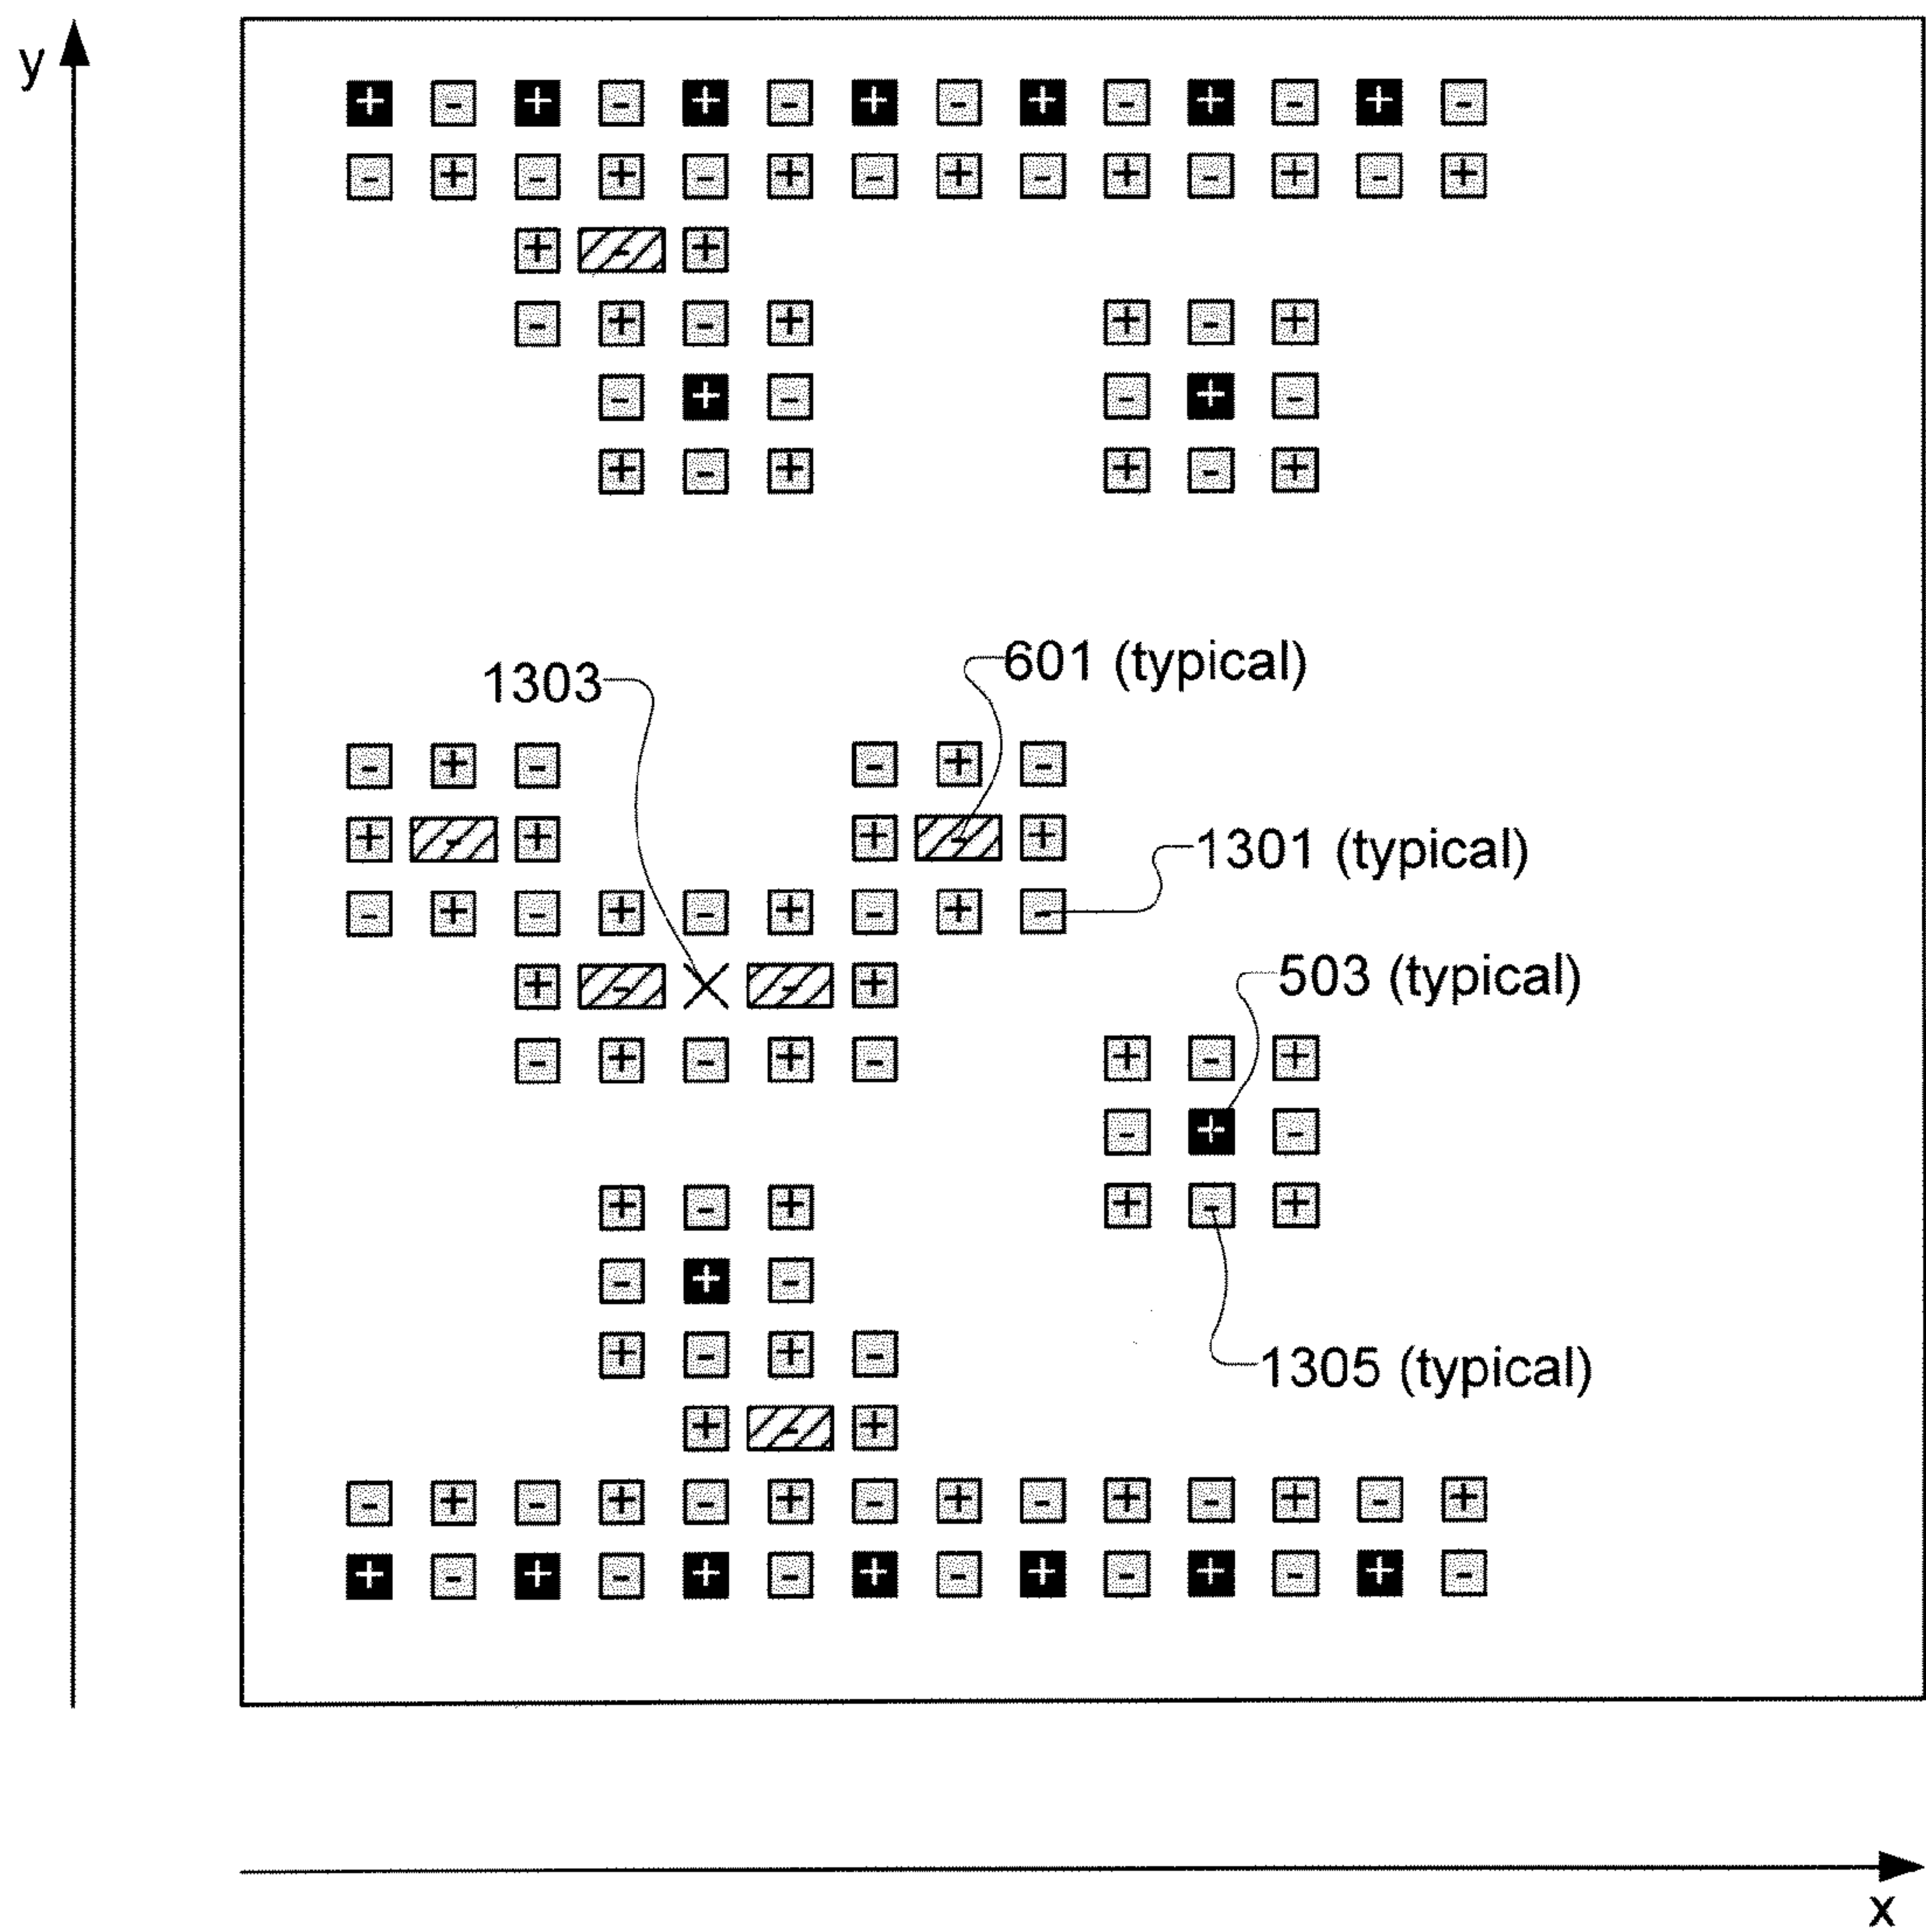 y
+ - + - + - + - + - + - + -
- + - + - + - + - + - + - +
+ - +
- + - + + - +
- + - - + -
+ - + + - +
1303
601 (typical)
- + - - + -
+ - + + - +
1301 (typical)
- + - + - + - + -
503 (typical)
+ - - +
- + - + - + - +
- + -
+ - + + - +
- + -
+ - + -
1305 (typical)
+ - +
- + - + - + - + - + - + - +
+ - + - + - + - + - + - + -
x